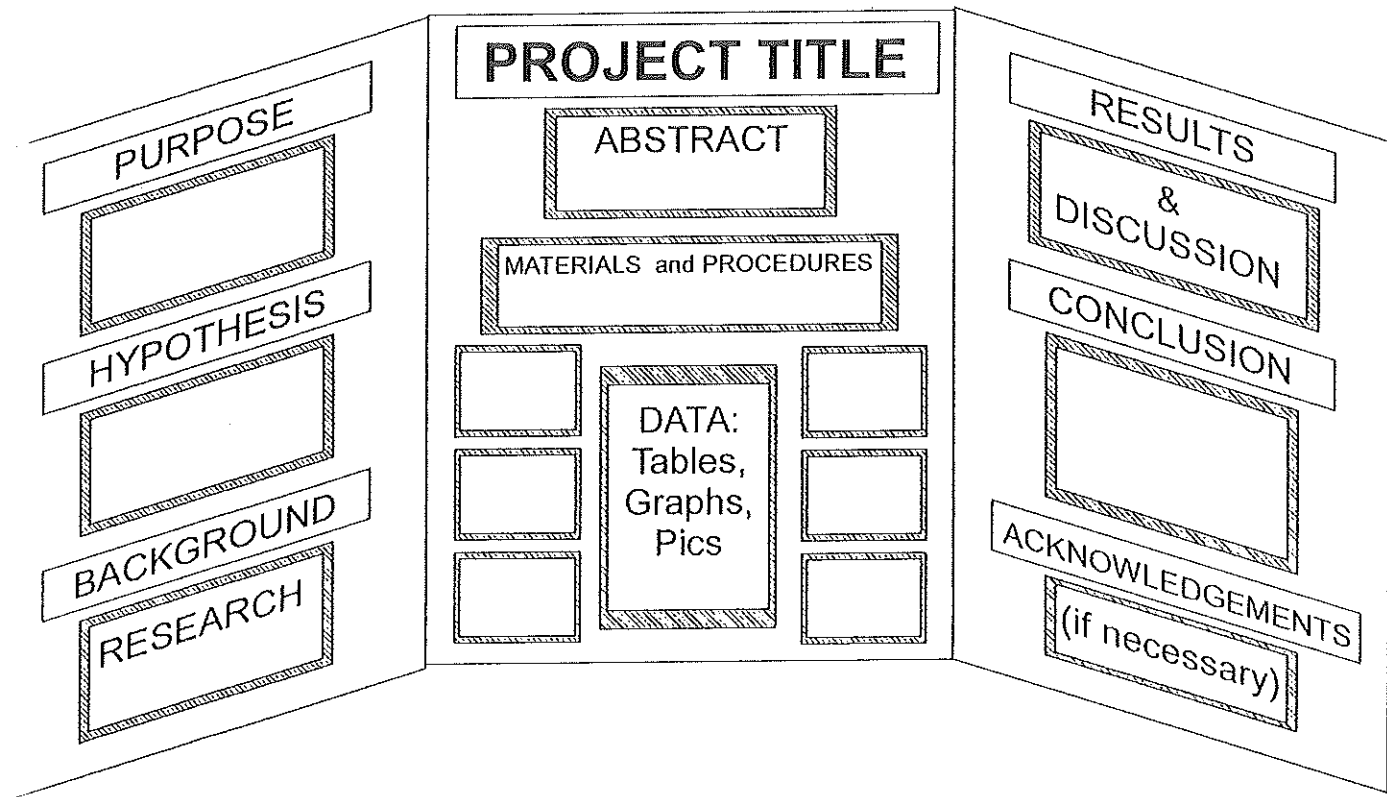 PURPOSE
HYPOTHESIS
BACKGROUND
RESEARCH
PROJECT TITLE
ABSTRACT
MATERIALS and PROCEDURES
DATA:
Tables,
Graphs,
Pics
RESULTS
&
DISCUSSION
CONCLUSION
ACKNOWLEDGEMENTS
(if necessary)